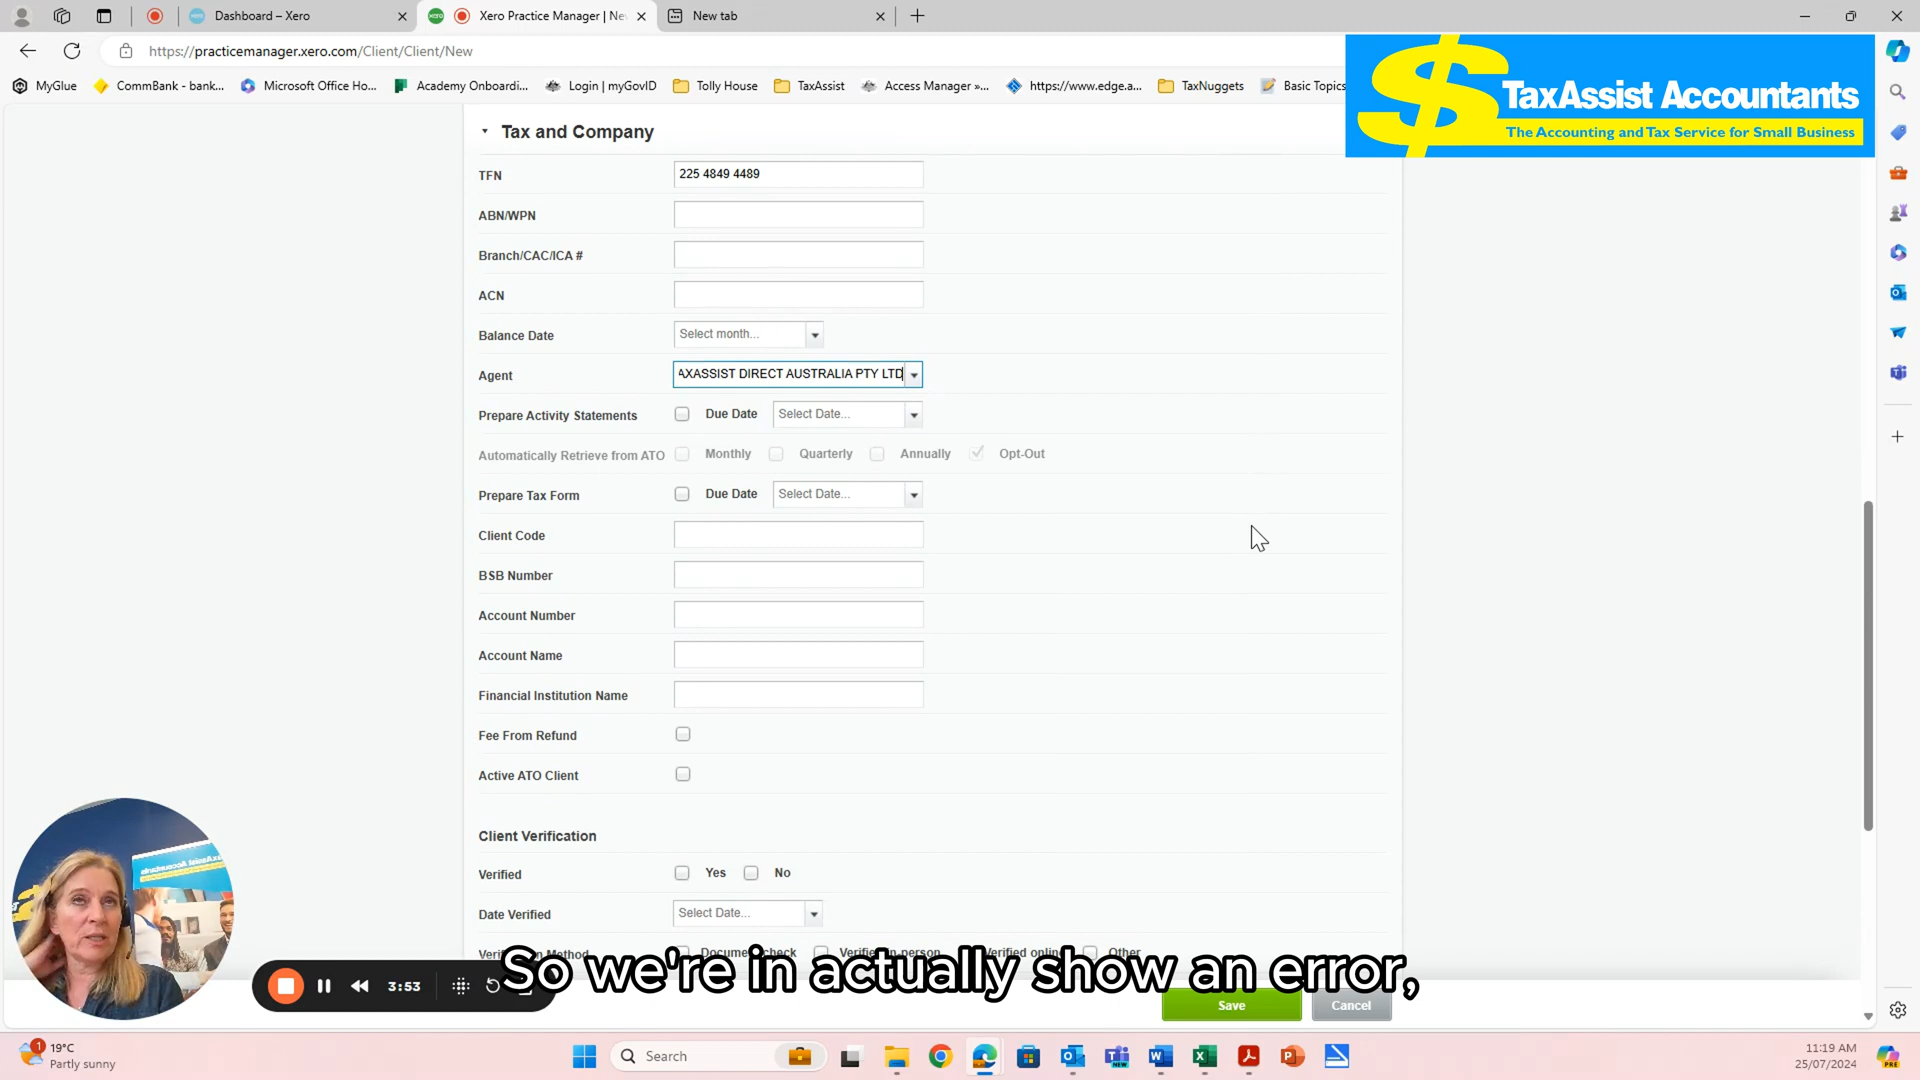 Dashboard – Xero
Xero Practice Manager | Ne
New tab
https://practicemanager.xero.com/Client/Client/New
MyGlue
CommBank - bank...
Microsoft Office Ho...
Academy Onboardi...
Login | myGovID
Tolly House
TaxAssist
Access Manager »...
https://www.edge.a...
TaxNuggets
Basic Topics
TaxAssist Accountants
The Accounting and Tax Service for Small Business
Tax and Company
TFN 225 4849 4489
ABN/WPN
Branch/CAC/ICA #
ACN
Balance Date Select month...
Agent AXASSIST DIRECT AUSTRALIA PTY LTD
Prepare Activity Statements Due Date Select Date...
Automatically Retrieve from ATO Monthly Quarterly Annually Opt-Out
Prepare Tax Form Due Date Select Date...
Client Code
BSB Number
Account Number
Account Name
Financial Institution Name
Fee From Refund
Active ATO Client
Client Verification
Verified Yes No
Date Verified Select Date...
Method Verified online Other
So we're in actually show an error,
3:53
Save Cancel
1
19°C
Partly sunny
Search
NEW
11:19 AM
25/07/2024
PRE